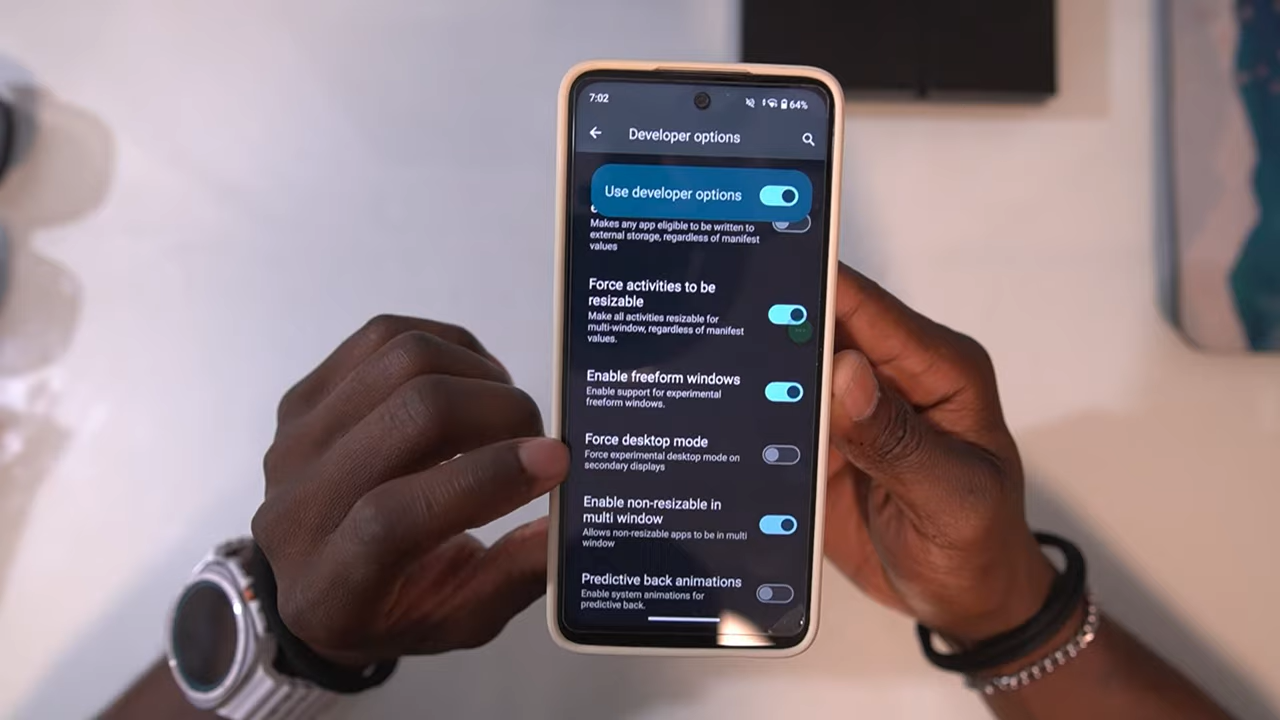 7:02
64%
Developer options
Use developer options
Makes any app eligible to be written to
external storage, regardless of manifest
values
Force activities to be
resizable
Make all activities resizable for
multi-window, regardless of manifest
values.
Enable freeform windows
Enable support for experimental
freeform windows.
Force desktop mode
Force experimental desktop mode on
secondary displays
Enable non-resizable in
multi window
Allows non-resizable apps to be in multi
window
Predictive back animations
Enable system animations for
predictive back.